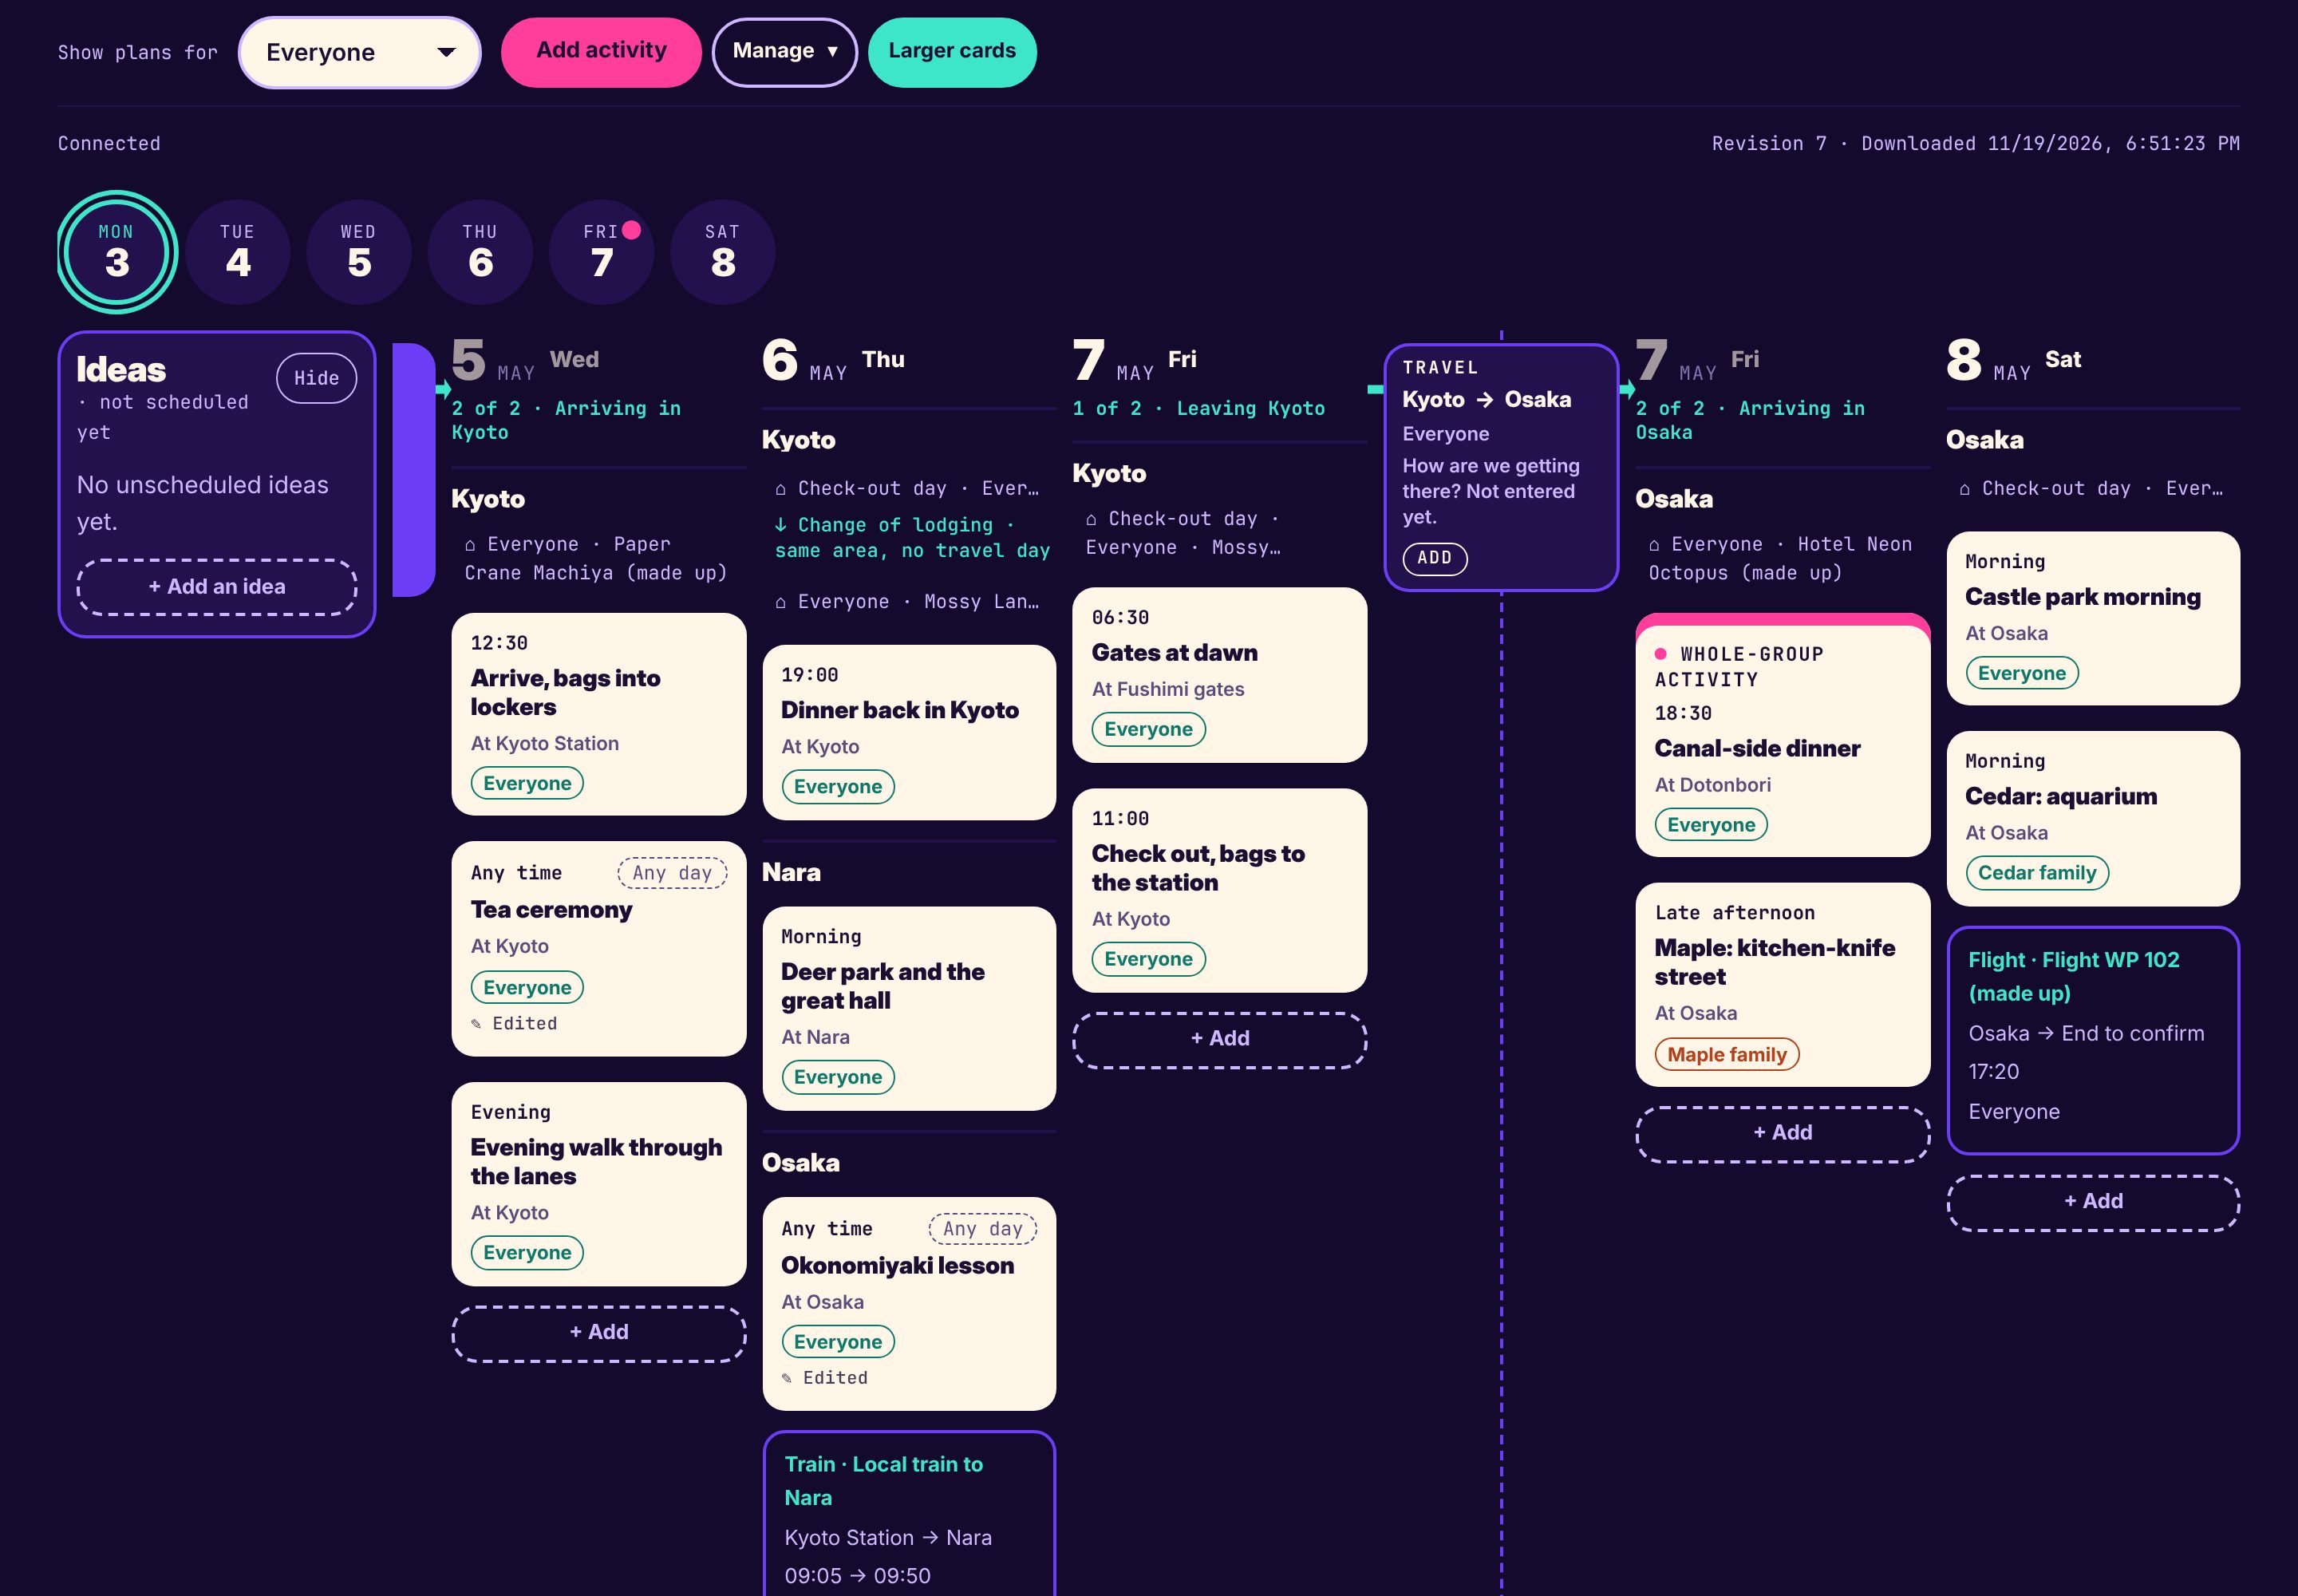 Show plans for
Everyone
Add activity
Manage ▾
Larger cards
Connected
Revision 7 · Downloaded 11/19/2026, 6:51:23 PM
MON
3
TUE
4
WED
5
THU
6
FRI
7
SAT
8
Ideas
· not scheduled
yet
Hide
No unscheduled ideas
yet.
+ Add an idea
5 MAY Wed
2 of 2 · Arriving in
Kyoto
Kyoto
⌂ Everyone · Paper
Crane Machiya (made up)
12:30
Arrive, bags into
lockers
At Kyoto Station
Everyone
Any time
Any day
Tea ceremony
At Kyoto
Everyone
✎ Edited
Evening
Evening walk through
the lanes
At Kyoto
Everyone
+ Add
6 MAY Thu
Kyoto
⌂ Check-out day · Ever…
↓ Change of lodging ·
same area, no travel day
⌂ Everyone · Mossy Lan…
19:00
Dinner back in Kyoto
At Kyoto
Everyone
Nara
Morning
Deer park and the
great hall
At Nara
Everyone
Osaka
Any time
Any day
Okonomiyaki lesson
At Osaka
Everyone
✎ Edited
Train · Local train to
Nara
Kyoto Station → Nara
09:05 → 09:50
7 MAY Fri
1 of 2 · Leaving Kyoto
Kyoto
⌂ Check-out day ·
Everyone · Mossy…
06:30
Gates at dawn
At Fushimi gates
Everyone
11:00
Check out, bags to
the station
At Kyoto
Everyone
+ Add
TRAVEL
Kyoto → Osaka
Everyone
How are we getting
there? Not entered
yet.
ADD
7 MAY Fri
2 of 2 · Arriving in
Osaka
Osaka
⌂ Everyone · Hotel Neon
Octopus (made up)
WHOLE-GROUP
ACTIVITY
18:30
Canal-side dinner
At Dotonbori
Everyone
Late afternoon
Maple: kitchen-knife
street
At Osaka
Maple family
+ Add
8 MAY Sat
Osaka
⌂ Check-out day · Ever…
Morning
Castle park morning
At Osaka
Everyone
Morning
Cedar: aquarium
At Osaka
Cedar family
Flight · Flight WP 102
(made up)
Osaka → End to confirm
17:20
Everyone
+ Add